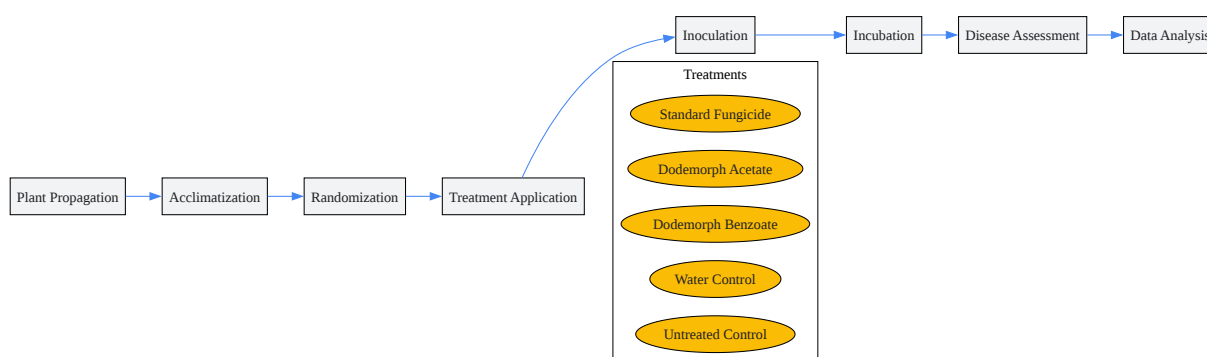 Inoculation
Incubation
Disease Assessment
Data Analysis
Treatments
Standard Fungicide
Dodemorph Acetate
Plant Propagation
Acclimatization
Randomization
Treatment Application
Dodemorph Benzoate
Water Control
Untreated Control